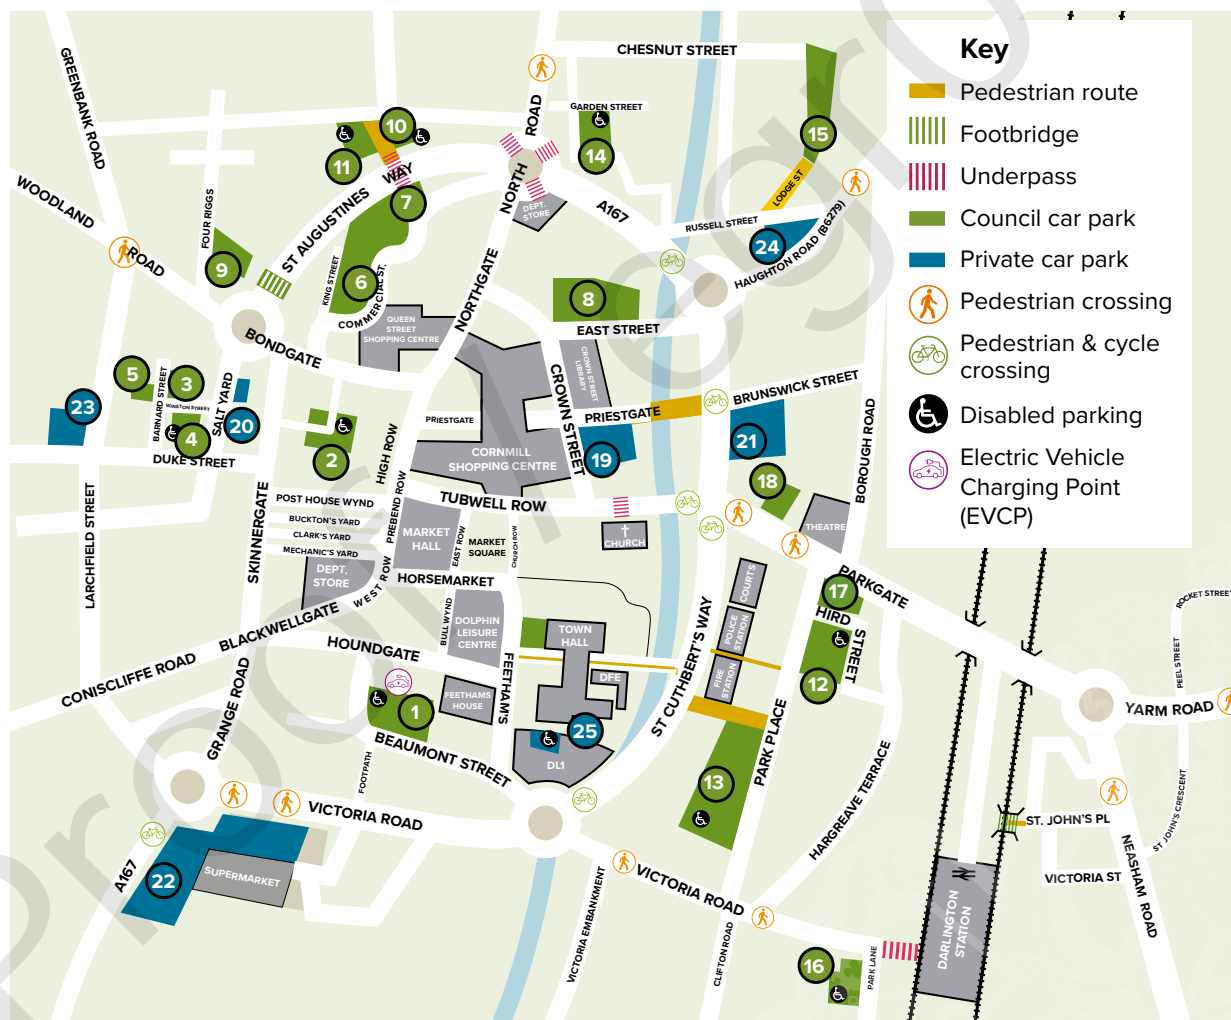 CHESNUT STREET
GREENBANK ROAD
ROAD
GARDEN STREET
10
15
11
14
WAY
WOODLAND
ROAD
FOUR RIGGS
ST AUGUSTINES
7
NORTH
DEPT.
STORE
A167
LODGE ST
RUSSELL STREET
24
HAUGHTON ROAD (B6279)
9
KING STREET
6
COMMERCIAL ST.
NORTHGATE
8
QUEEN
STREET
SHOPPING CENTRE
EAST STREET
BONDGATE
CROWN STREET
LIBRARY
5
3
BARNARD STREET
WINSTON STREET
SALT YARD
23
4
20
DUKE STREET
2
HIGH ROW
PRIESTGATE
CROWN STREET
PRIESTGATE
BRUNSWICK STREET
CORNMILL
SHOPPING CENTRE
19
21
18
BOROUGH ROAD
LARCHFIELD STREET
SKINNERGATE
POST HOUSE WYND
BUCKTON'S YARD
CLARK'S YARD
MECHANIC'S YARD
PREBEND ROW
TUBWELL ROW
MARKET
HALL
EAST ROW
MARKET
SQUARE
CHURCH ROW
CHURCH
THEATRE
DEPT.
STORE
WEST ROW
HORSEMARKET
COURTS
17
PARKGATE
BLACKWELLGATE
BULL WYND
DOLPHIN
LEISURE
CENTRE
TOWN
HALL
POLICE
STATION
HIRD
STREET
HOUNDGATE
FEETHAMS
ST CUTHBERT'S WAY
FIRE
STATION
12
DFE
CONISCLIFFE ROAD
GRANGE ROAD
1
FEETHAMS
HOUSE
25
DL1
BEAUMONT STREET
FOOTPATH
13
PARK PLACE
HARGREAVE TERRACE
ROCKET STREET
PEEL STREET
YARM ROAD
VICTORIA ROAD
ST. JOHN'S PL
ST JOHN'S CRESCENT
A167
22
SUPERMARKET
VICTORIA EMBANKMENT
VICTORIA ROAD
CLIFTON ROAD
16
PARK LANE
DARLINGTON
STATION
VICTORIA ST
NEASHAM ROAD
Key
Pedestrian route
Footbridge
Underpass
Council car park
Private car park
Pedestrian crossing
Pedestrian & cycle
crossing
Disabled parking
Electric Vehicle
Charging Point
(EVCP)